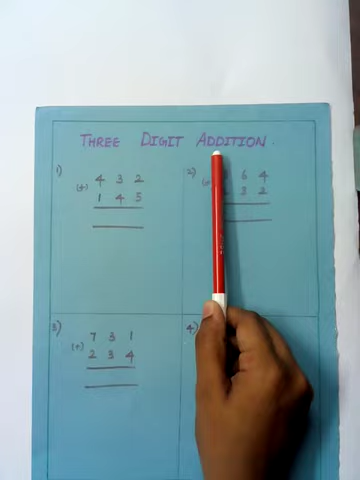 THREE DIGIT ADDITION.
1)
4 3 2
(+)
1 4 5
2)
6 4
3 2
3)
7 3 1
(+)
2 3 4
4)